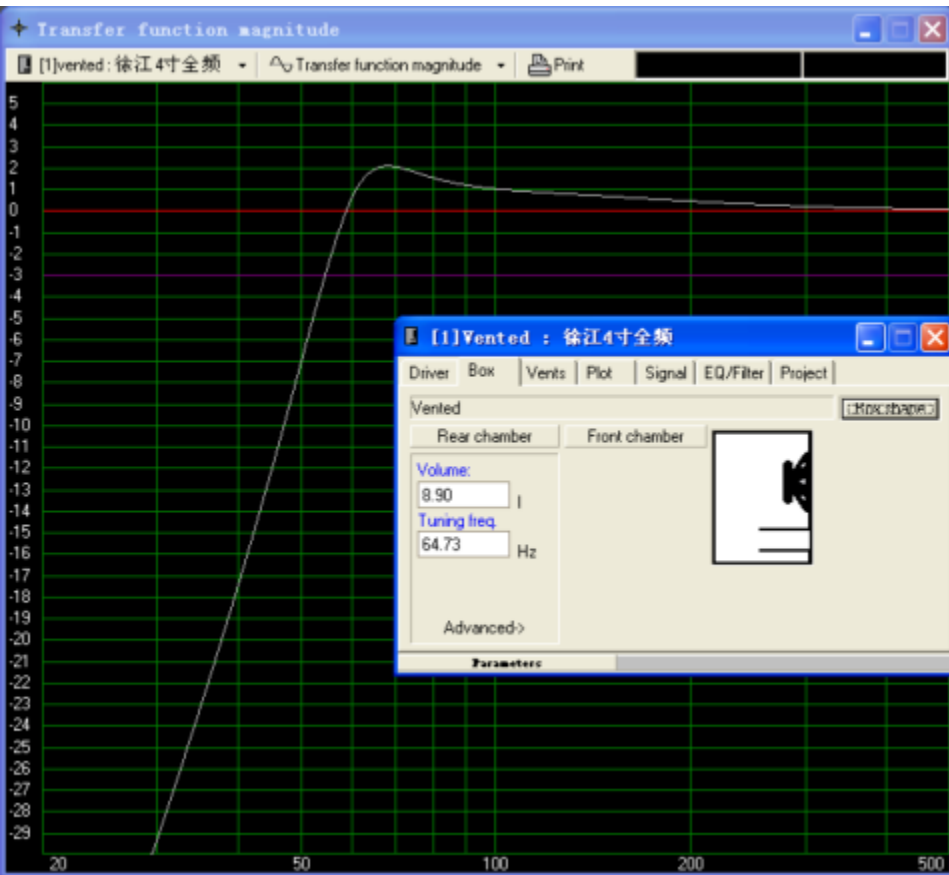 Transfer function magnitude
[1]vented : 徐江4寸全频 Transfer function magnitude Print
5
4
3
2
1
0
-1
-2
-3
-4
-5
-6
-7
-8
-9
-10
-11
-12
-13
-14
-15
-16
-17
-18
-19
-20
-21
-22
-23
-24
-25
-26
-27
-28
-29
20 50 100 200 500
[1]Vented : 徐江4寸全频
Driver Box Vents Plot Signal EQ/Filter Project
Vented Box shape
Rear chamber Front chamber
Volume:
8.90 l
Tuning freq.
64.73 Hz
Advanced->
Parameters